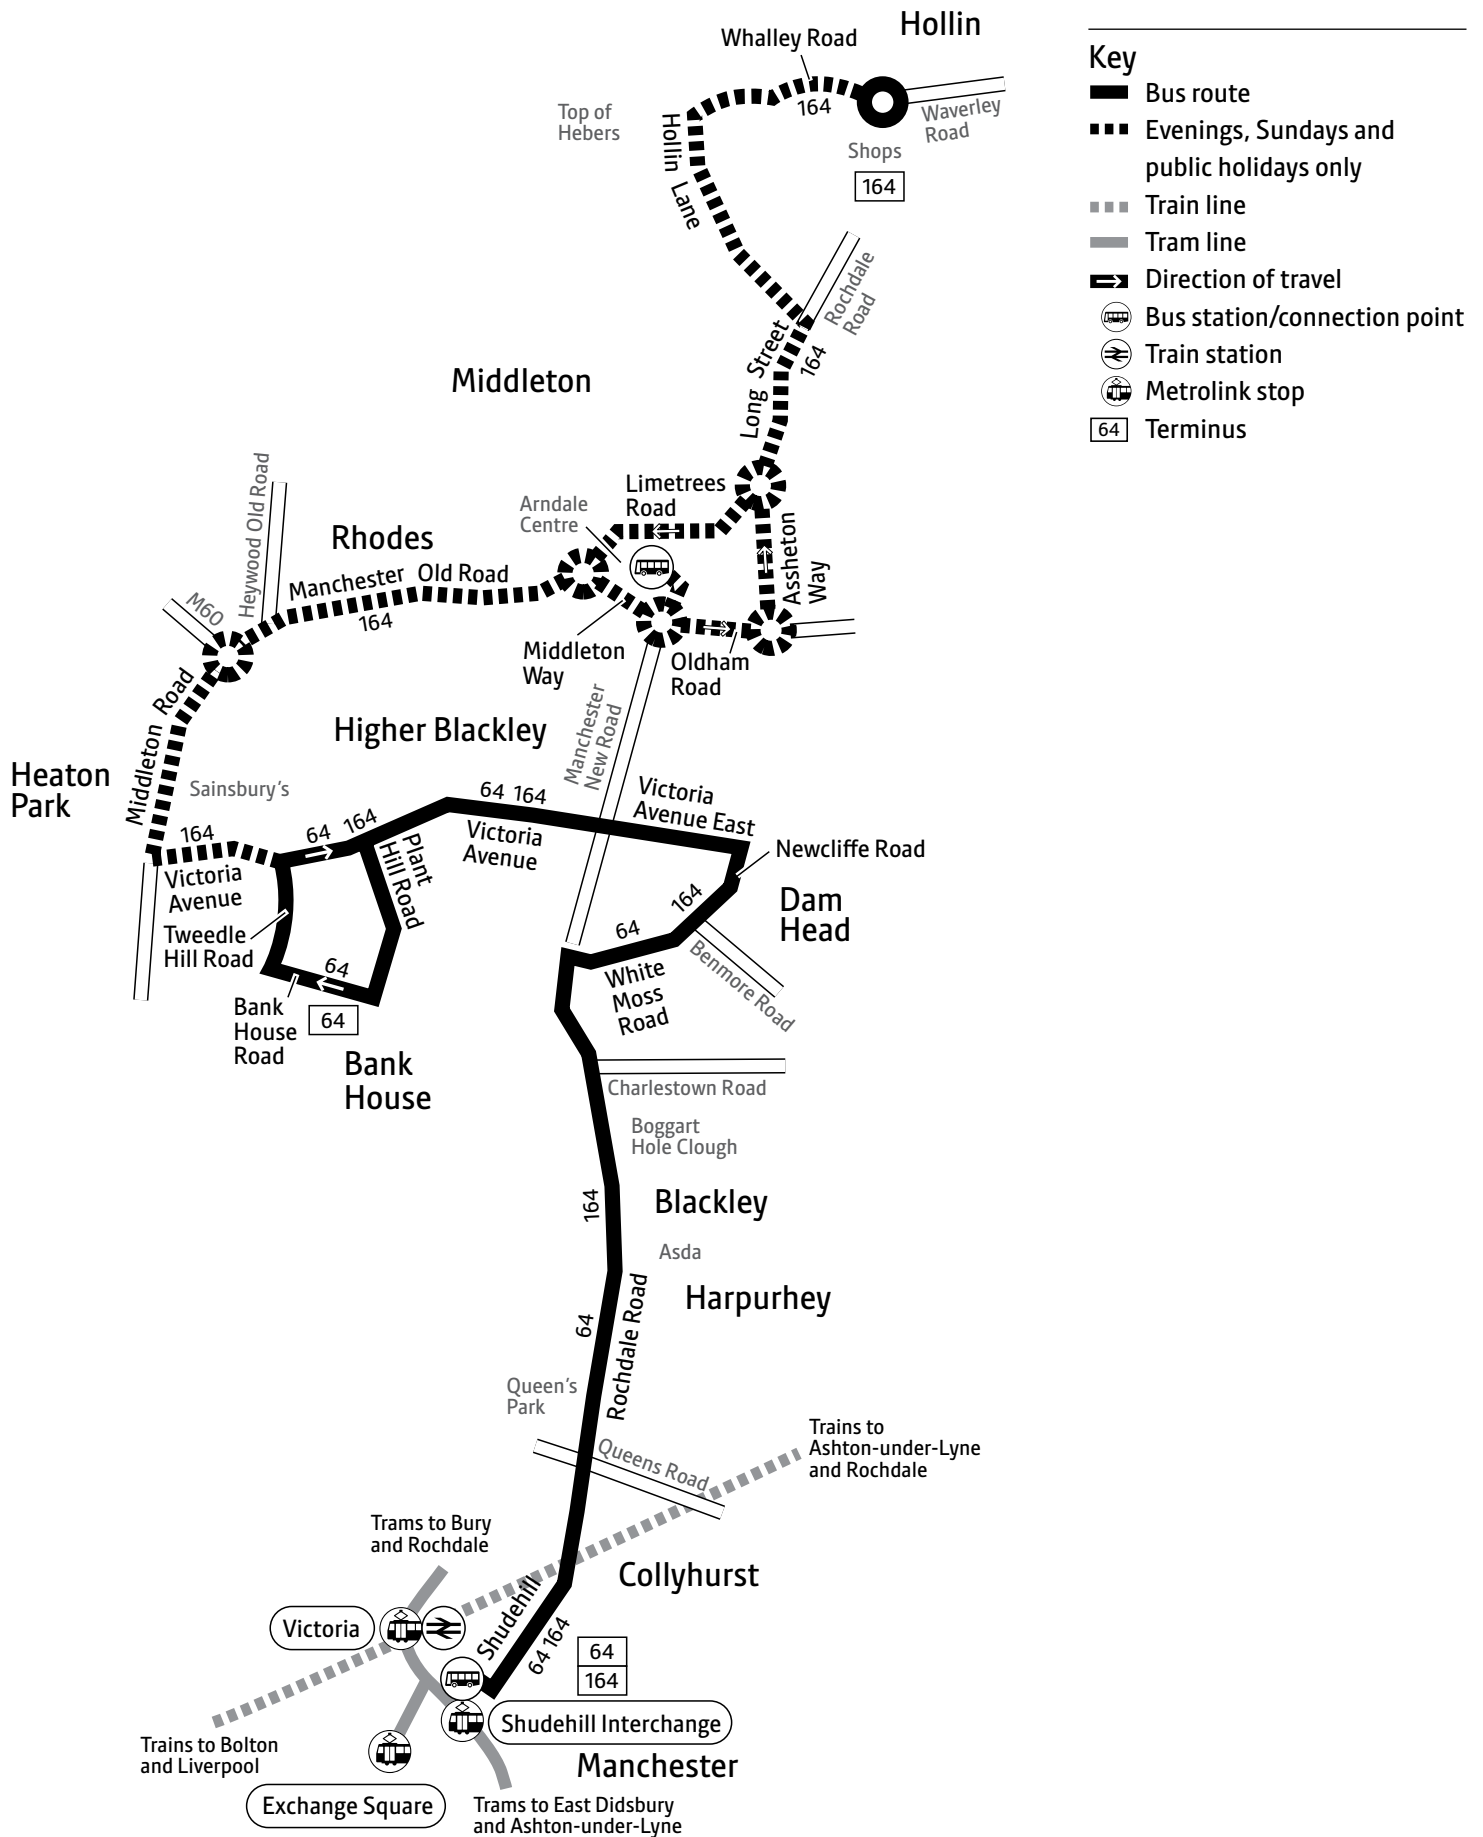 Hollin
Whalley Road
164
Waverley
Road
Top of
Hebers
Hollin Lane
Shops
164
Rochdale
Road
Long Street
164
Middleton
Heywood Old Road
Limetrees
Road
Arndale
Centre
Rhodes
Manchester Old Road
164
M60
Assheton
Way
Middleton
Way
Oldham
Road
Middleton Road
Higher Blackley
Manchester
New Road
Heaton
Park
Sainsbury's
164
64 164
64 164
Victoria
Avenue
Victoria
Avenue East
Plant
Hill Road
Newcliffe Road
Victoria
Avenue
Dam
Head
164
64
Tweedle
Hill Road
64
White
Moss
Road
Benmore Road
Bank
House
Road
64
Bank
House
Charlestown Road
Boggart
Hole Clough
164
Blackley
Asda
Harpurhey
64
Rochdale Road
Queen's
Park
Queens Road
Trains to
Ashton-under-Lyne
and Rochdale
Trams to Bury
and Rochdale
Collyhurst
Victoria
Shudehill
64 164
64
164
Shudehill Interchange
Trains to Bolton
and Liverpool
Manchester
Exchange Square
Trams to East Didsbury
and Ashton-under-Lyne
Key
Bus route
Evenings, Sundays and
public holidays only
Train line
Tram line
Direction of travel
Bus station/connection point
Train station
Metrolink stop
64 Terminus